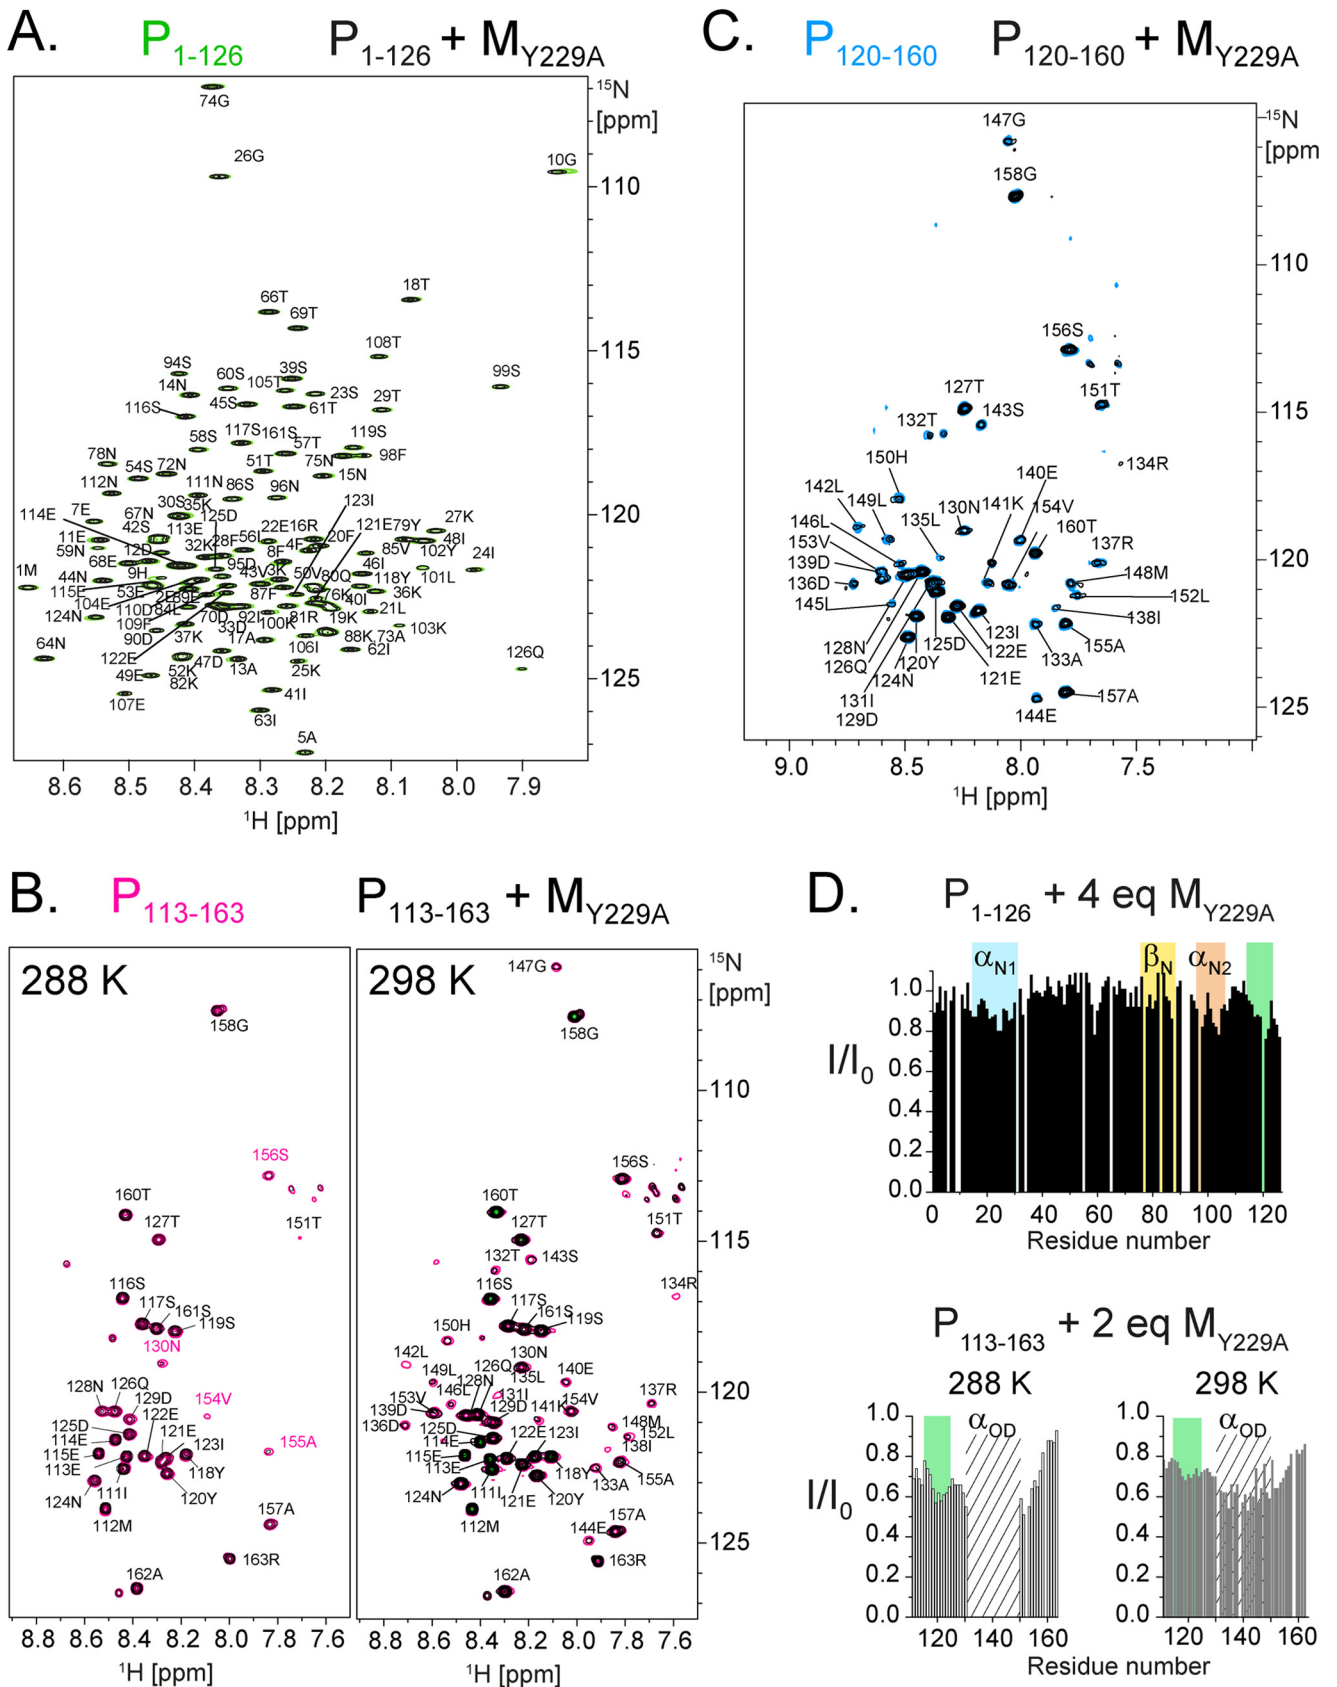 A.
P1-126
P1-126 + MY229A
15N
[ppm]
74G
26G
10G
110
18T
66T
69T
108T
115
94S
60S
39S
99S
14N
105T
23S
29T
45S
61T
116S
117S
161S
119S
58S
57T
98F
78N
72N
51T
75N
54S
15N
112N
111N
86S
96N
123I
30S
35K
67N
125D
120
114E
7E
42S
113E
22E
16R
121E
79Y
27K
11E
12D
28F
56I
20F
48I
59N
32K
4F
85V
102Y
24I
68E
9H
95D
8F
46I
1M
44N
43V
3K
50V
80Q
118Y
101L
115E
53E
2E
89E
87F
76K
40I
36K
104E
110D
84L
124N
109F
70D
92I
81R
19K
21L
90D
33D
100K
103K
64N
37K
17A
88K
73A
122E
62I
126Q
47D
13A
25K
49E
52K
82K
125
107E
41I
63I
5A
8.6
8.5
8.4
8.3
8.2
8.1
8.0
7.9
1H [ppm]
C.
P120-160
P120-160 + MY229A
15N
[ppm
147G
158G
110
156S
127T
151T
115
132T
143S
134R
150H
140E
142L
141K
149L
130N
154V
135L
160T
146L
137R
153V
120
139D
148M
136D
152L
145L
138I
128N
123I
155A
126Q
125D
122E
133A
120Y
124N
121E
131I
157A
129D
144E
125
9.0
8.5
8.0
7.5
1H [ppm]
B.
P113-163
P113-163 + MY229A
288 K
158G
156S
160T
127T
151T
116S
117S
161S
119S
130N
126Q
128N
129D
154V
122E
125D
121E
114E
123I
155A
115E
113E
118Y
124N
111I
120Y
157A
112M
163R
162A
8.8
8.6
8.4
8.2
8.0
7.8
7.6
1H [ppm]
298 K
15N
[ppm]
147G
158G
110
156S
160T
127T
151T
115
132T
143S
116S
134R
117S
161S
119S
150H
142L
130N
126Q
135L
140E
149L
128N
131I
146L
137R
120
153V
129D
141K
154V
139D
136D
148M
125D
152L
114E
122E
123I
138I
115E
113E
118Y
155A
133A
124N
111I
121E
120Y
157A
112M
144E
125
163R
162A
8.8
8.6
8.4
8.2
8.0
7.8
7.6
1H [ppm]
D.
P1-126 + 4 eq MY229A
αN1
βN
αN2
1.0
0.8
0.6
0.4
0.2
0.0
I/I0
0
20
40
60
80
100
120
Residue number
P113-163 + 2 eq MY229A
288 K
298 K
αOD
αOD
1.0
0.8
0.6
0.4
0.2
0.0
I/I0
120
140
160
1.0
0.8
0.6
0.4
0.2
0.0
120
140
160
Residue number